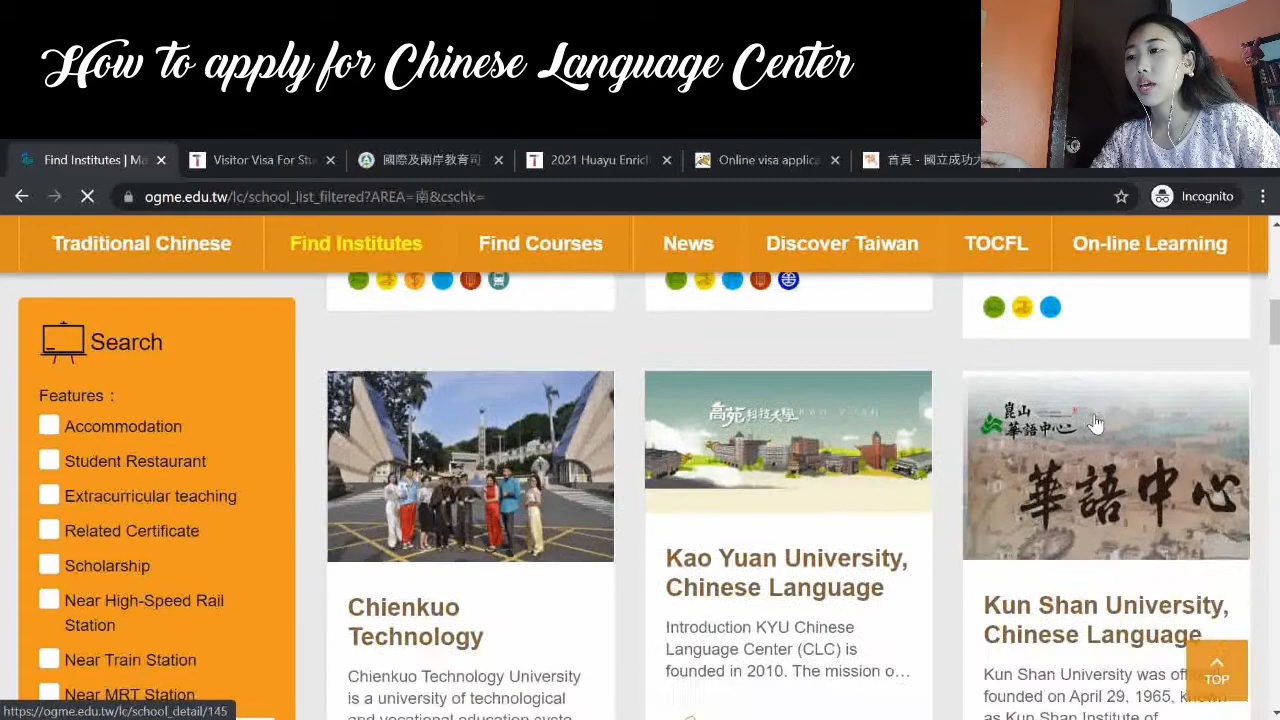 How to apply for Chinese Language Center
Find Institutes | Ma
Visitor Visa For Stu
國際及兩岸教育司
2021 Huayu Enrich
Online visa applica
首頁 - 國立成功大
ogme.edu.tw/lc/school_list_filtered?AREA=南&cschk=
Incognito
Traditional Chinese
Find Institutes
Find Courses
News
Discover Taiwan
TOCFL
On-line Learning
Search
Features：
Accommodation
Student Restaurant
Extracurricular teaching
Related Certificate
Scholarship
Near High-Speed Rail
Station
Near Train Station
Near MRT Station
Chienkuo
Technology
Chienkuo Technology University
is a university of technological
and vocational education syste
高苑科技大學
Kao Yuan University,
Chinese Language
Introduction KYU Chinese
Language Center (CLC) is
founded in 2010. The mission o…
崑山
華語中心
華語中心
Kun Shan University,
Chinese Language
Kun Shan University was off
founded on April 29, 1965, known
as Kun Shan Institute of
TOP
https://ogme.edu.tw/lc/school_detail/145